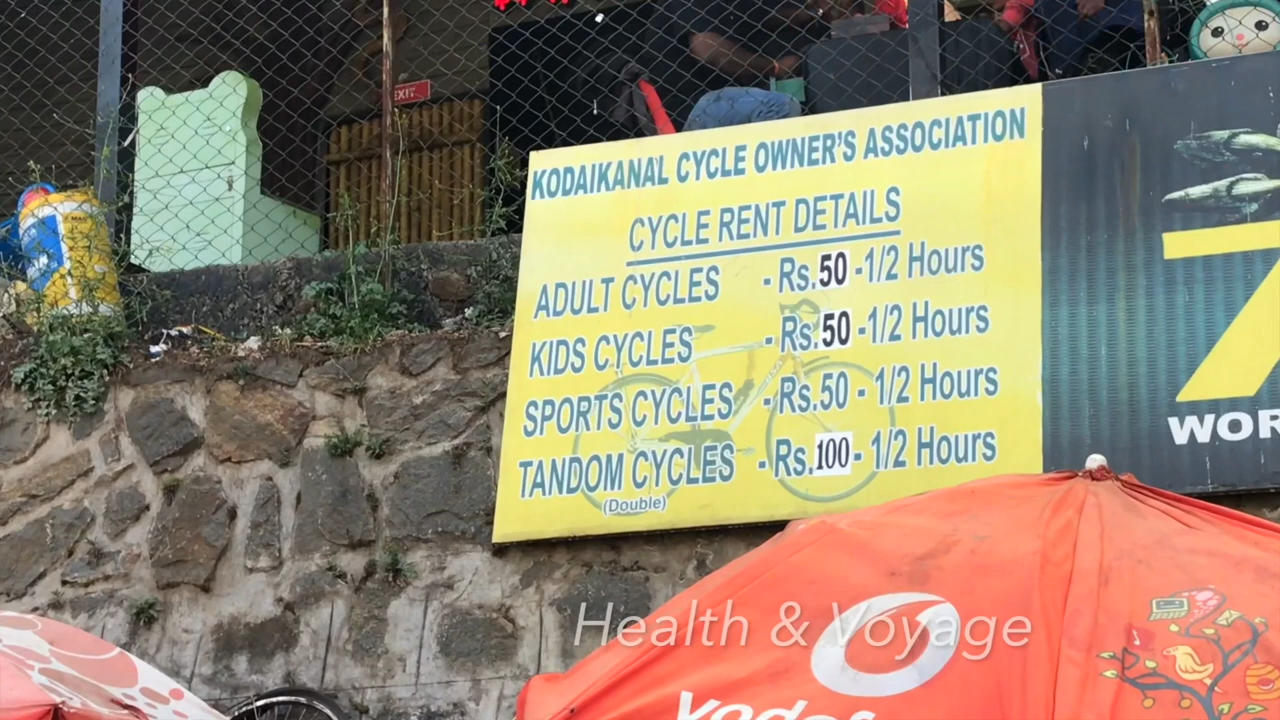 EXIT
KODAIKANAL CYCLE OWNER'S ASSOCIATION
CYCLE RENT DETAILS
ADULT CYCLES - Rs.50 -1/2 Hours
KIDS CYCLES - Rs.50 -1/2 Hours
SPORTS CYCLES -Rs.50 - 1/2 Hours
TANDOM CYCLES - Rs.100- 1/2 Hours
(Double)
7
WOR
Health & Voyage
vodaf